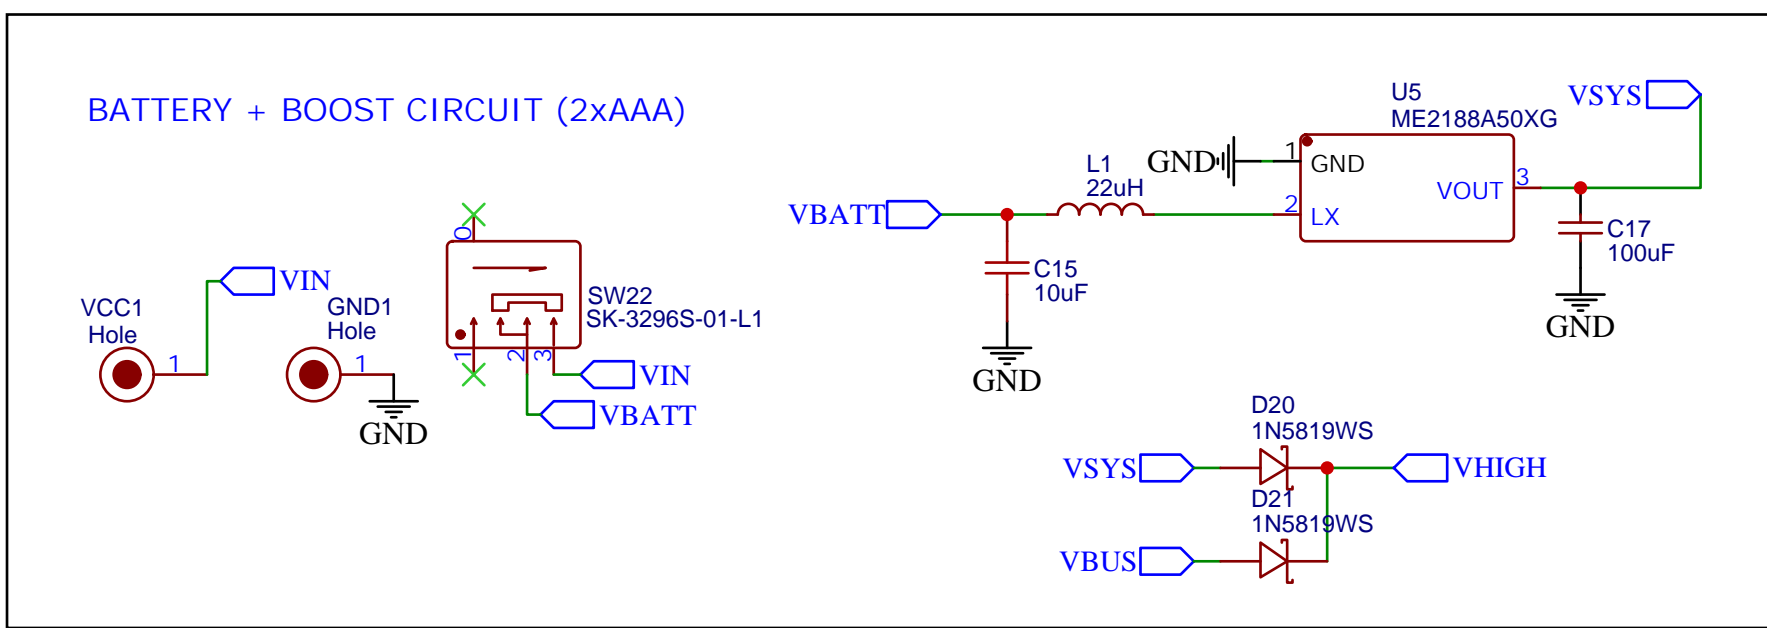 BATTERY + BOOST CIRCUIT (2xAAA)
VCC1
Hole
1
VIN
GND1
Hole
1
GND
0
SW22
SK-3296S-01-L1
1
2
3
VIN
VBATT
VBATT
L1
22uH
C15
10uF
GND
GND
U5
ME2188A50XG
1
GND
2
LX
VOUT
3
VSYS
C17
100uF
GND
D20
1N5819WS
VSYS
VHIGH
D21
1N5819WS
VBUS